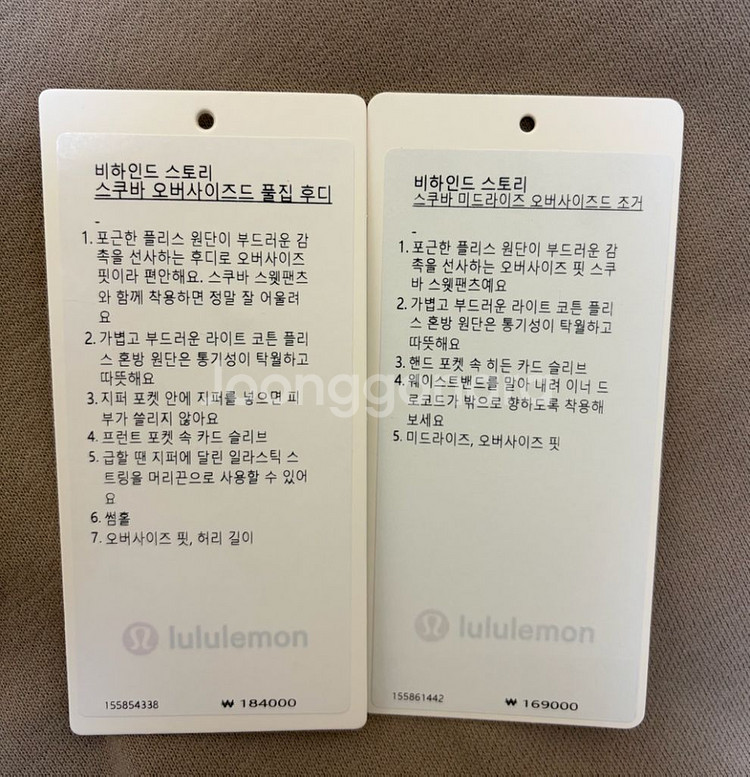 비하인드 스토리
스쿠바 오버사이즈드 풀집 후디
-
1. 포근한 플리스 원단이 부드러운 감
촉을 선사하는 후디로 오버사이즈
핏이라 편안해요. 스쿠바 스웻팬츠
와 함께 착용하면 정말 잘 어울려
요
2. 가볍고 부드러운 라이트 코튼 플리
스 혼방 원단은 통기성이 탁월하고
따뜻해요
3. 지퍼 포켓 안에 지퍼를 넣으면 피
부가 쓸리지 않아요
4. 프런트 포켓 속 카드 슬리브
5. 급할 땐 지퍼에 달린 일라스틱 스
트링을 머리끈으로 사용할 수 있어
요
6. 썸홀
7. 오버사이즈 핏, 허리 길이
lululemon
155854338 ₩ 184000
비하인드 스토리
스쿠바 미드라이즈 오버사이즈드 조거
-
1. 포근한 플리스 원단이 부드러운 감
촉을 선사하는 오버사이즈 핏 스쿠
바 스웻팬츠예요
2. 가볍고 부드러운 라이트 코튼 플리
스 혼방 원단은 통기성이 탁월하고
따뜻해요
3. 핸드 포켓 속 히든 카드 슬리브
4. 웨이스트밴드를 말아 내려 이너 드
로코드가 밖으로 향하도록 착용해
보세요
5. 미드라이즈, 오버사이즈 핏
lululemon
155861442 ₩ 169000